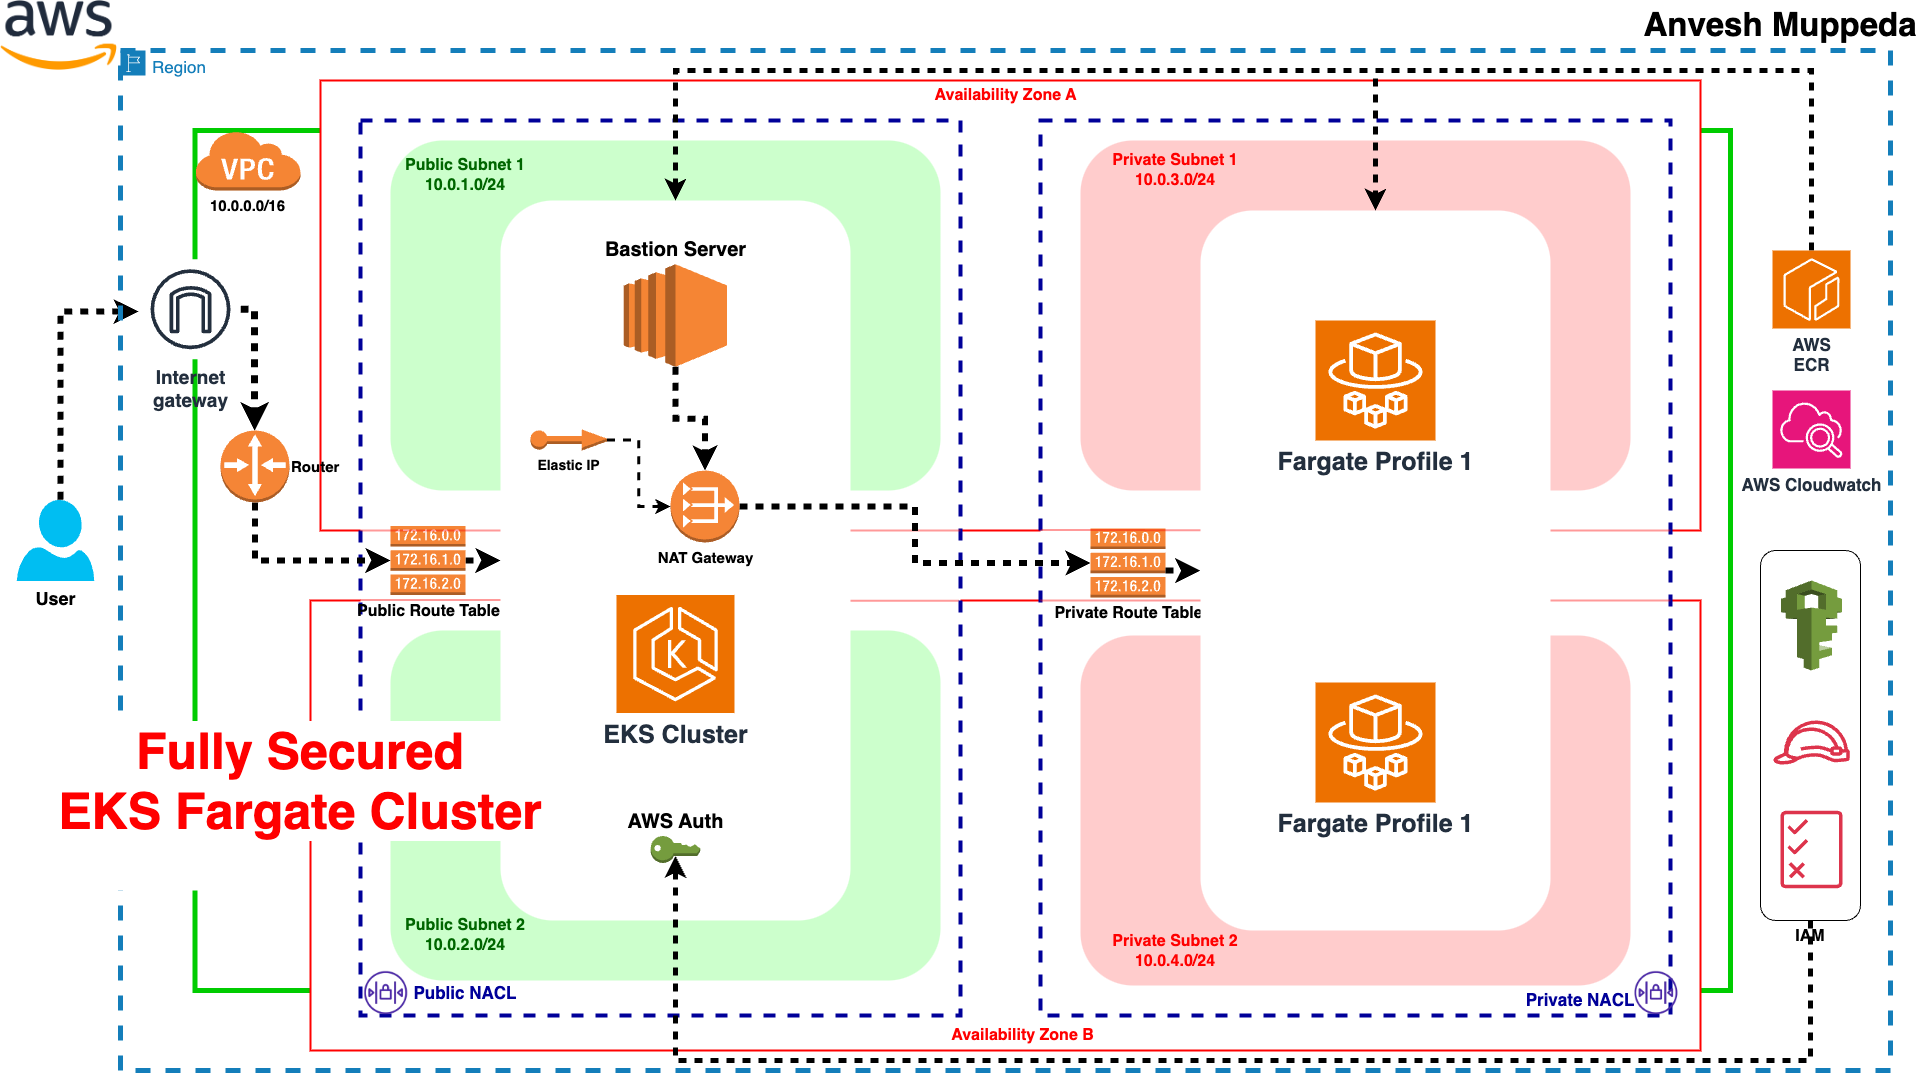 aws
Anvesh Muppeda
Region
Availability Zone A
VPC
10.0.0.0/16
Public Subnet 1
10.0.1.0/24
Private Subnet 1
10.0.3.0/24
Bastion Server
Internet
gateway
AWS
ECR
Router
Elastic IP
Fargate Profile 1
AWS Cloudwatch
172.16.0.0
172.16.1.0
172.16.2.0
Public Route Table
NAT Gateway
172.16.0.0
172.16.1.0
172.16.2.0
Private Route Table
User
K
EKS Cluster
Fully Secured
EKS Fargate Cluster
AWS Auth
Fargate Profile 1
Public Subnet 2
10.0.2.0/24
Private Subnet 2
10.0.4.0/24
IAM
Public NACL
Private NACL
Availability Zone B